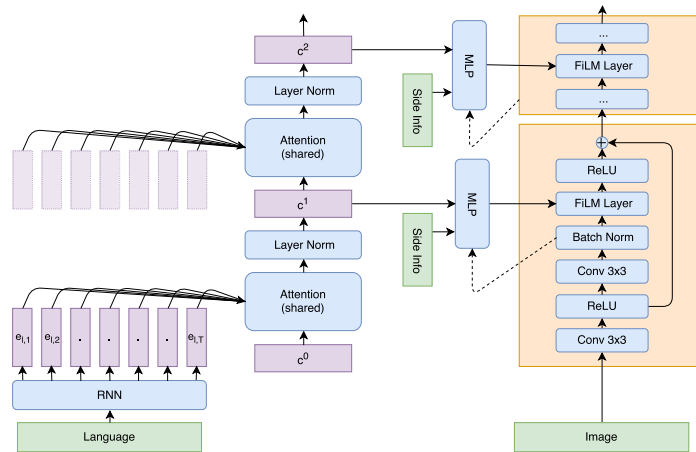 c²
Layer Norm
Attention
(shared)
c¹
Layer Norm
Attention
(shared)
c⁰
e_{l,1}
e_{l,2}
.
.
.
.
e_{l,T}
RNN
Language
MLP
Side Info
MLP
Side Info
...
FiLM Layer
...
+
ReLU
FiLM Layer
Batch Norm
Conv 3x3
ReLU
Conv 3x3
Image